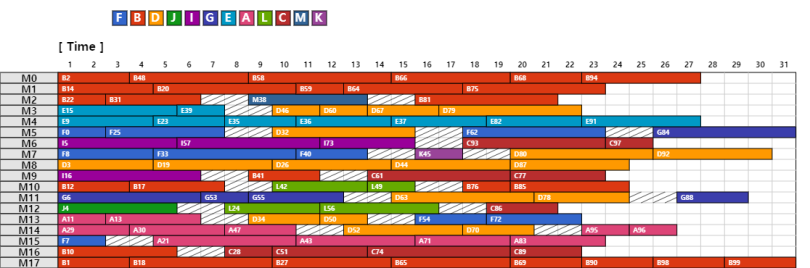 F B D J I G E A L C M K
[ Time ]
1 2 3 4 5 6 7 8 9 10 11 12 13 14 15 16 17 18 19 20 21 22 23 24 25 26 27 28 29 30 31
M0 B2 B48 B58 B66 B68 B94
M1 B14 B20 B59 B64 B75
M2 B22 B31 M38 B81
M3 E15 E39 D46 D60 D67 D79
M4 E9 E23 E35 E36 E37 E82 E91
M5 F0 F25 D32 F62 G84
M6 I5 I57 I73 C93 C97
M7 F8 F33 F40 K45 D80 D92
M8 D3 D19 D26 D44 D87
M9 I16 B41 C61 C77
M10 B12 B17 L42 L49 B76 B85
M11 G6 G53 G55 D63 D78 G88
M12 J4 L24 L56 C86
M13 A11 A13 D34 D50 F54 F72
M14 A29 A30 A47 D52 D70 A95 A96
M15 F7 A21 A43 A71 A83
M16 B10 C28 C51 C74 C89
M17 B1 B18 B27 B65 B69 B90 B98 B99